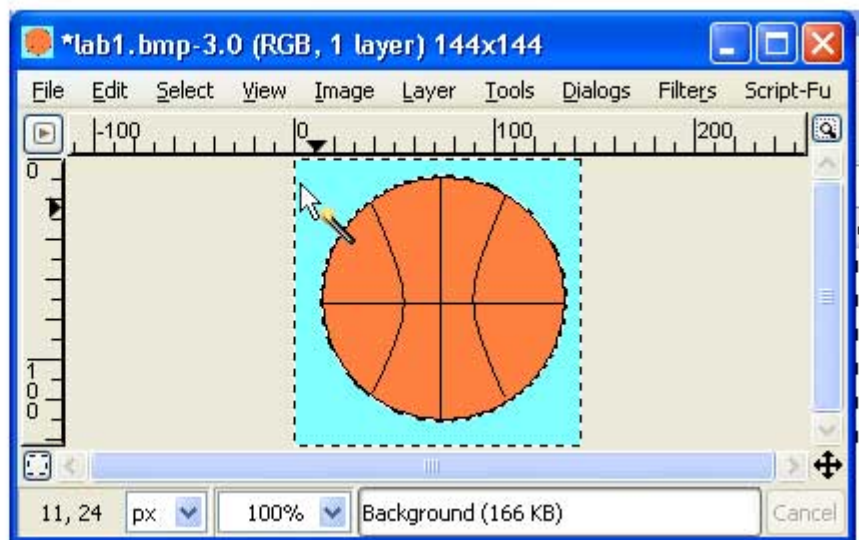 *lab1.bmp-3.0 (RGB, 1 layer) 144x144
File Edit Select View Image Layer Tools Dialogs Filters Script-Fu
-100 0 100 200
0
100
11, 24 px 100% Background (166 KB) Cancel